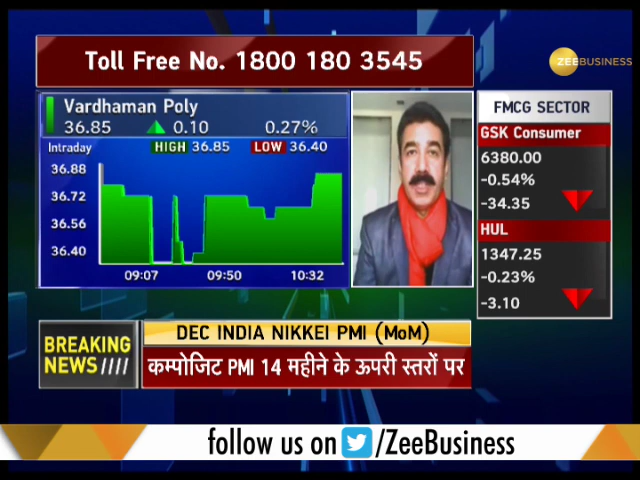 Toll Free No. 1800 180 3545
ZEEBUSINESS
Vardhaman Poly
36.85 0.10 0.27%
Intraday HIGH 36.85 LOW 36.40
36.88
36.72
36.56
36.40
09:07 09:50 10:32
FMCG SECTOR
GSK Consumer
6380.00
-0.54%
-34.35
HUL
1347.25
-0.23%
-3.10
BREAKING
NEWS ////
DEC INDIA NIKKEI PMI (MoM)
कम्पोजिट PMI 14 महीने के ऊपरी स्तरों पर
follow us on /ZeeBusiness